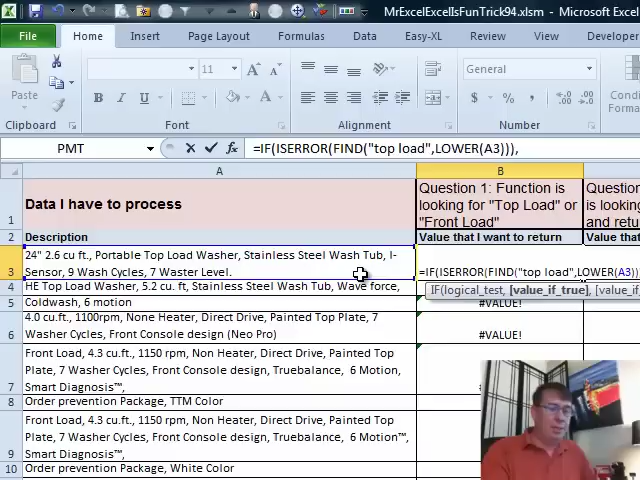 MrExcelExcelIsFunTrick94.xlsm - Microsoft Exce
File Home Insert Page Layout Formulas Data Easy-XL Review View Developer
Paste
11
General
Clipboard Font Alignment Number
PMT =IF(ISERROR(FIND("top load",LOWER(A3))),
A B
1 Data I have to process
Question 1: Function is
looking for "Top Load" or
"Front Load"
Question
is looking
and retu
2 Description Value that I want to return Value tha
24" 2.6 cu ft., Portable Top Load Washer, Stainless Steel Wash Tub, I-
3 Sensor, 9 Wash Cycles, 7 Waster Level. =IF(ISERROR(FIND("top load",LOWER(A3))
4 HE Top Load Washer, 5.2 cu. ft, Stainless Steel Wash Tub, Wave force,
IF(logical_test, [value_if_true], [value_if
5 Coldwash, 6 motion #VALUE!
4.0 cu. ft., 1100rpm, None Heater, Direct Drive, Painted Top Plate, 7
6 Washer Cycles, Front Console design (Neo Pro) #VALUE!
Front Load, 4.3 cu.ft., 1150 rpm, Non Heater, Direct Drive, Painted Top
Plate, 7 Washer Cycles, Front Console design, Truebalance, 6 Motion,
7 Smart Diagnosis™,
8 Order prevention Package, TTM Color
Front Load, 4.3 cu.ft., 1150 rpm, Non Heater, Direct Drive, Painted Top
Plate, 7 Washer Cycles, Front Console design, Truebalance, 6 Motion™,
9 Smart Diagnosis™,
10 Order prevention Package, White Color